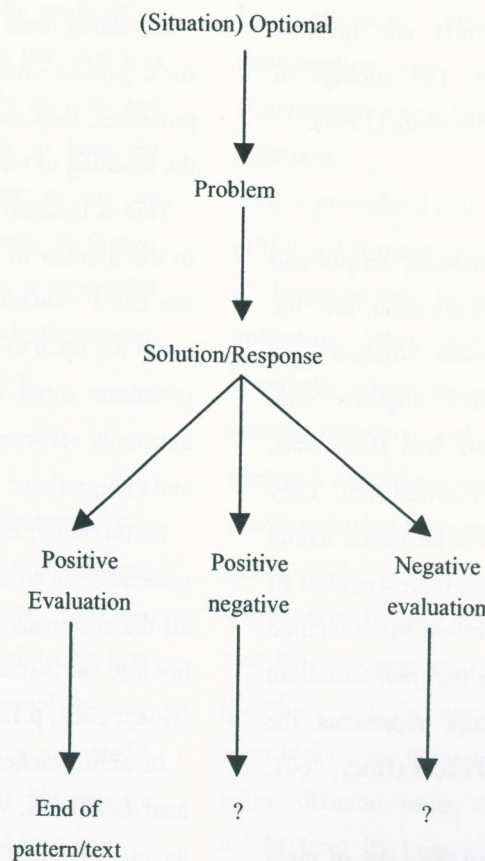 (Situation) Optional
Problem
Solution/Response
Positive
Evaluation
Positive
negative
Negative
evaluation
End of
pattern/text
?
?